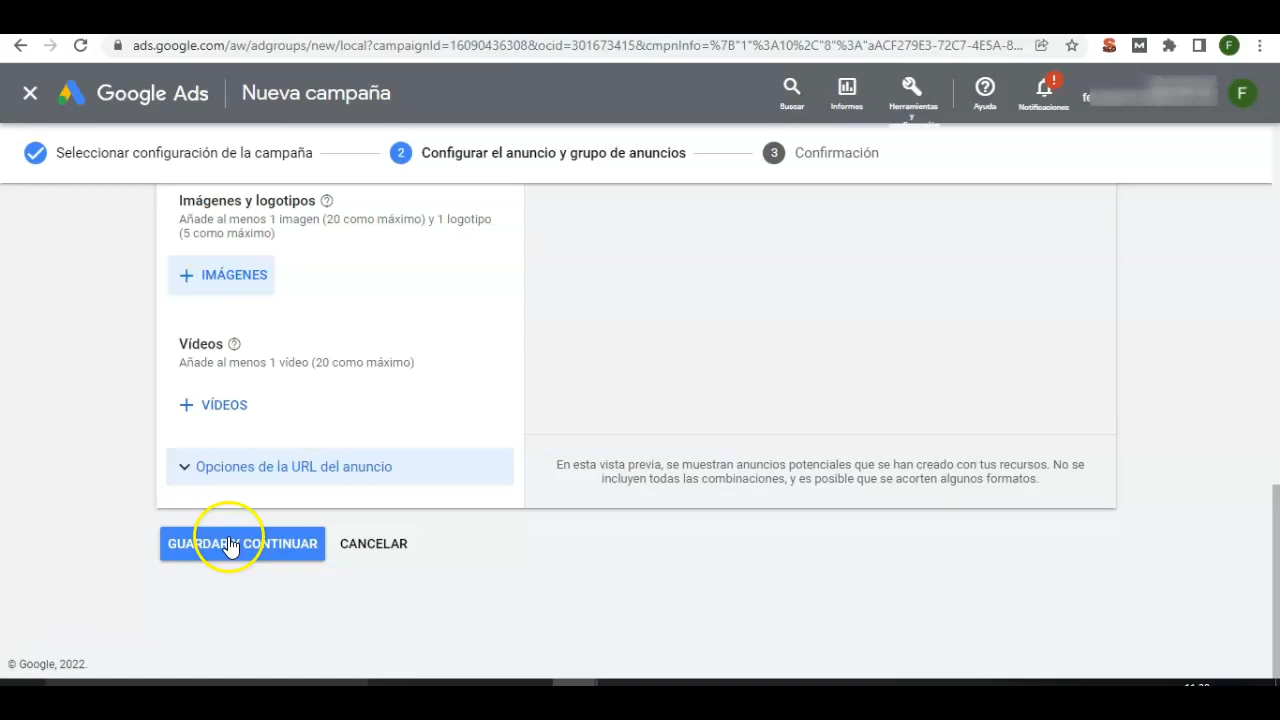 ads.google.com/aw/adgroups/new/local?campaignId=16090436308&ocid=301673415&cmpnInfo=%7B"1"%3A10%2C"8"%3A"aACF279E3-72C7-4E5A-8...
F
Google Ads
Nueva campaña
Buscar
Informes
Herramientas
y
Ayuda
Notificaciones
fe
F
Seleccionar configuración de la campaña
2 Configurar el anuncio y grupo de anuncios
3 Confirmación
Imágenes y logotipos
Añade al menos 1 imagen (20 como máximo) y 1 logotipo
(5 como máximo)
+ IMÁGENES
Vídeos
Añade al menos 1 vídeo (20 como máximo)
+ VÍDEOS
Opciones de la URL del anuncio
En esta vista previa, se muestran anuncios potenciales que se han creado con tus recursos. No se
incluyen todas las combinaciones, y es posible que se acorten algunos formatos.
GUARDAR Y CONTINUAR
CANCELAR
© Google, 2022.